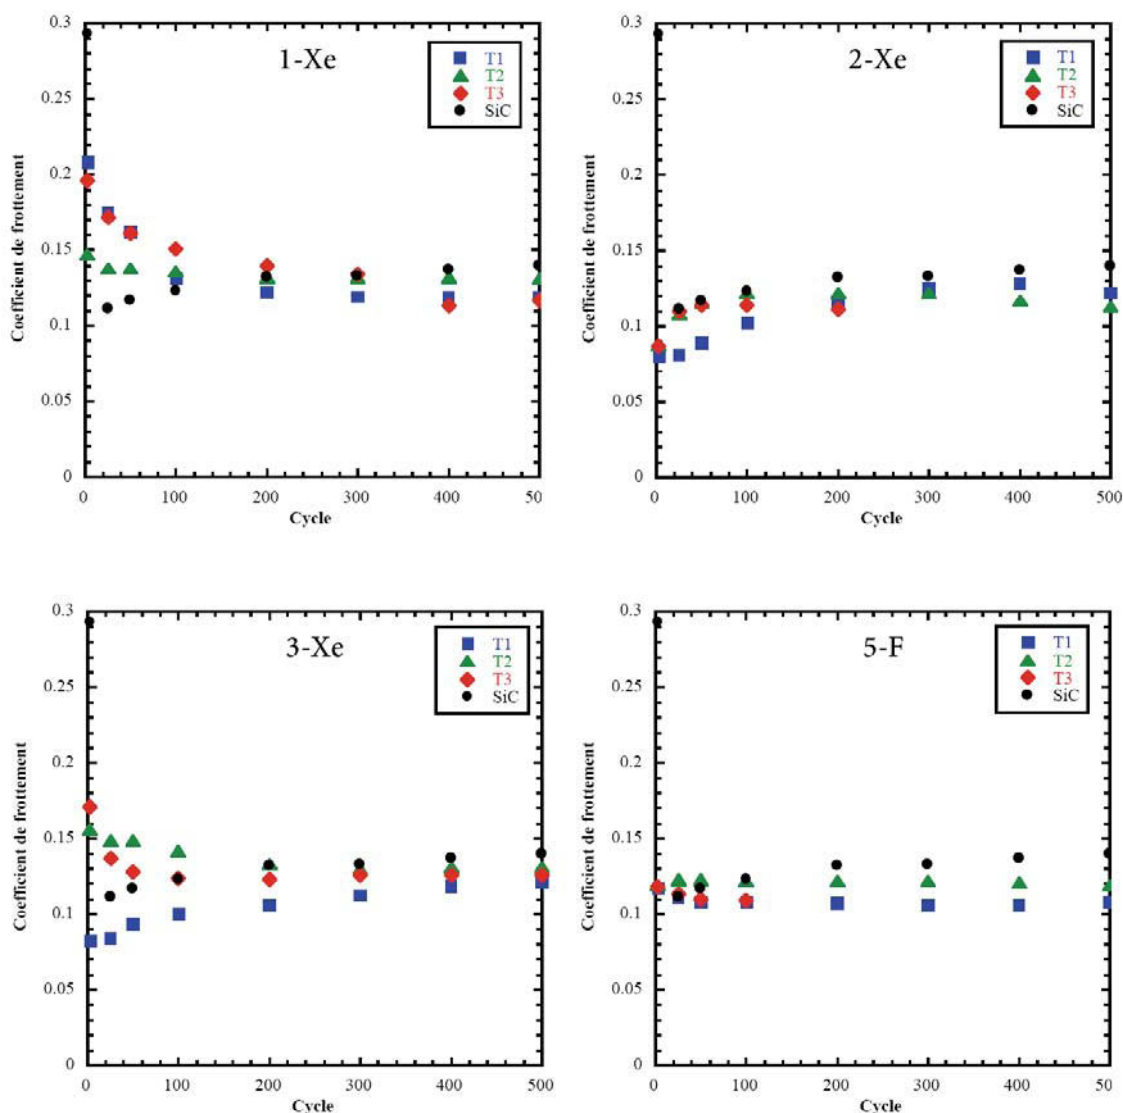 1-Xe
T1
T2
T3
SiC
Coefficient de frottement
0.3
0.25
0.2
0.15
0.1
0.05
0
0 100 200 300 400 500
Cycle
2-Xe
T1
T2
T3
SiC
Coefficient de frottement
0.3
0.25
0.2
0.15
0.1
0.05
0
0 100 200 300 400 500
Cycle
3-Xe
T1
T2
T3
SiC
Coefficient de frottement
0.3
0.25
0.2
0.15
0.1
0.05
0
0 100 200 300 400 500
Cycle
5-F
T1
T2
T3
SiC
Coefficient de frottement
0.3
0.25
0.2
0.15
0.1
0.05
0
0 100 200 300 400 500
Cycle